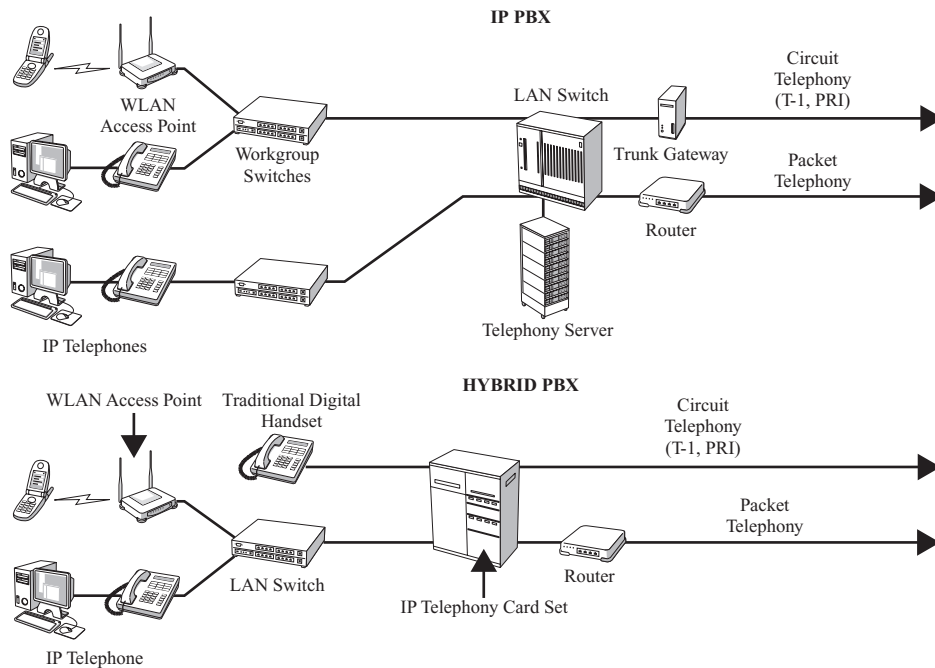 IP PBX
Circuit
Telephony
(T-1, PRI)
WLAN
Access Point
LAN Switch
Workgroup
Switches
Trunk Gateway
Packet
Telephony
Router
Telephony Server
IP Telephones
HYBRID PBX
WLAN Access Point
Traditional Digital
Handset
Circuit
Telephony
(T-1, PRI)
Packet
Telephony
LAN Switch
Router
IP Telephony Card Set
IP Telephone